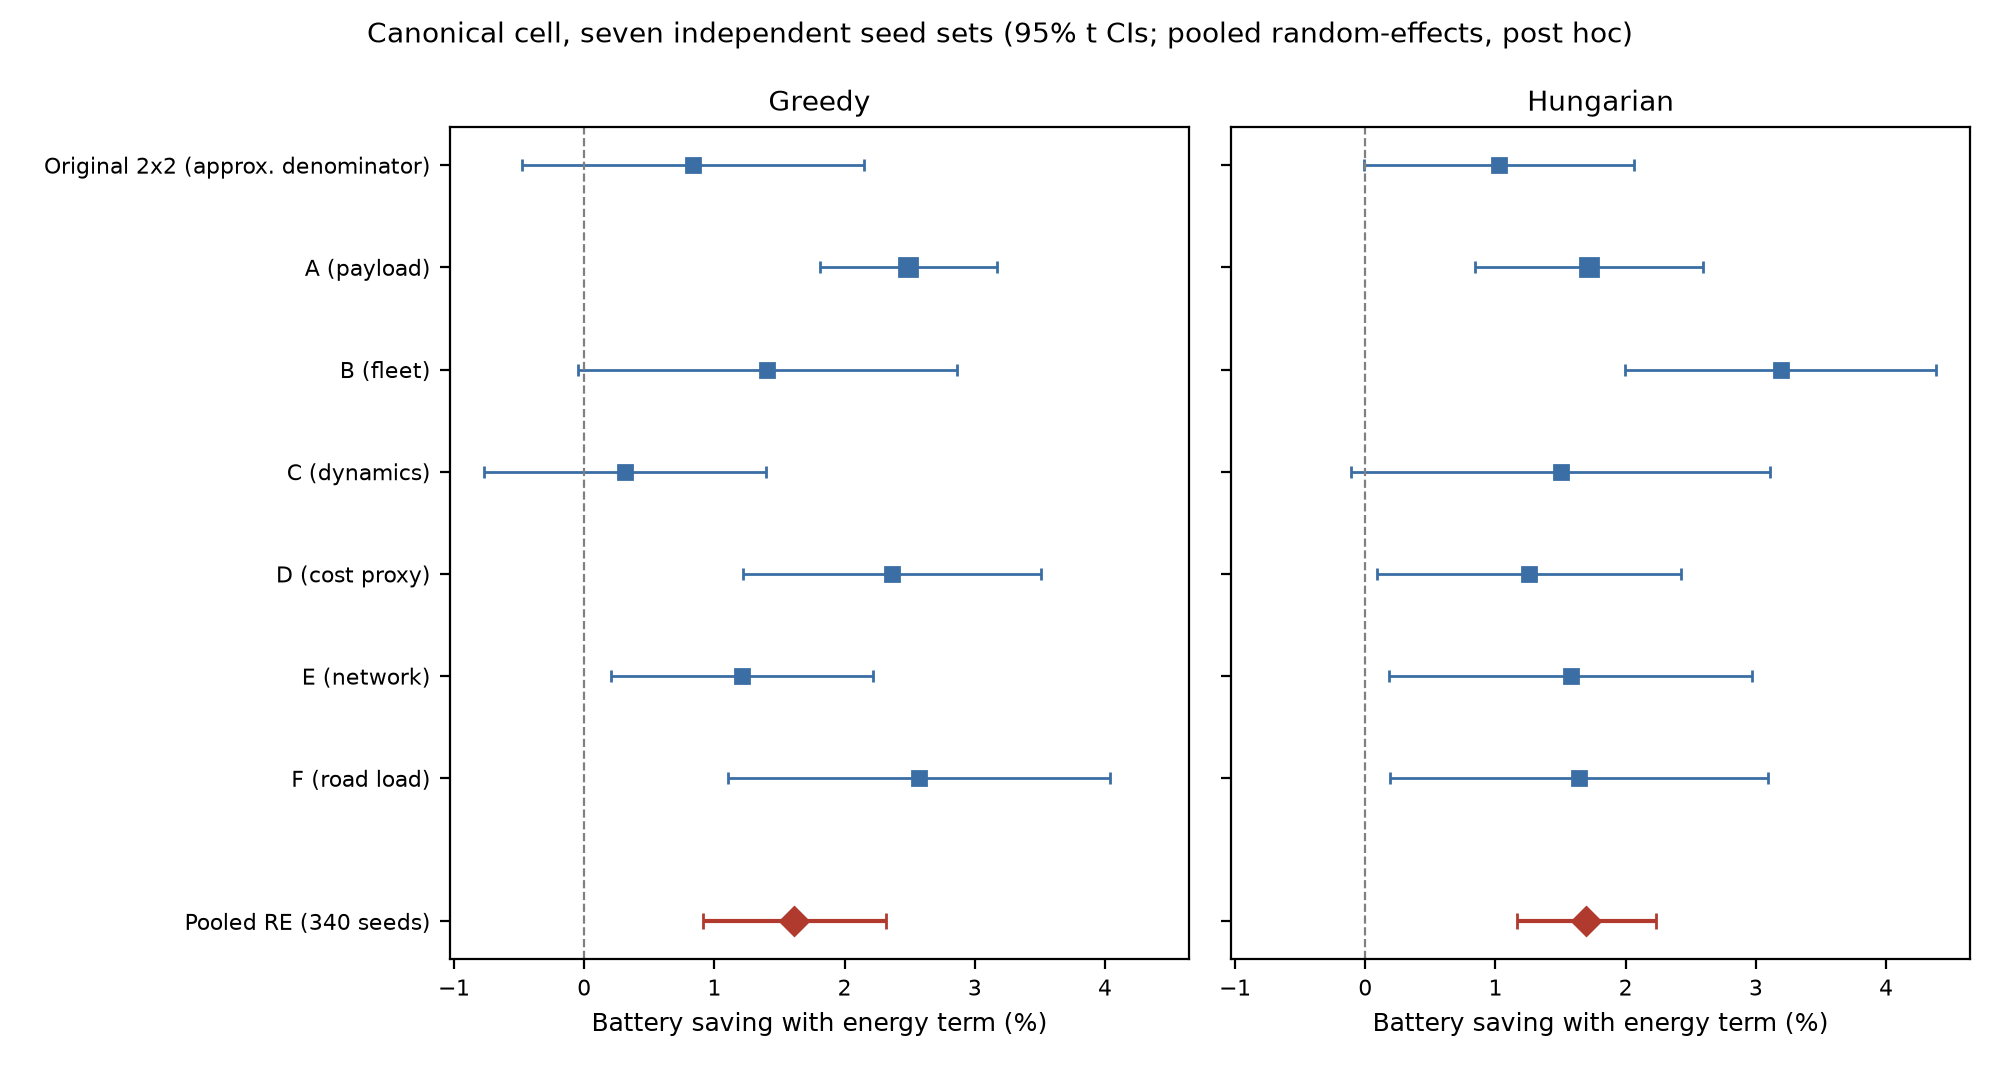 Canonical cell, seven independent seed sets (95% t CIs; pooled random-effects, post hoc)
Greedy
Hungarian
Original 2x2 (approx. denominator)
A (payload)
B (fleet)
C (dynamics)
D (cost proxy)
E (network)
F (road load)
Pooled RE (340 seeds)
−1 0 1 2 3 4
−1 0 1 2 3 4
Battery saving with energy term (%)
Battery saving with energy term (%)